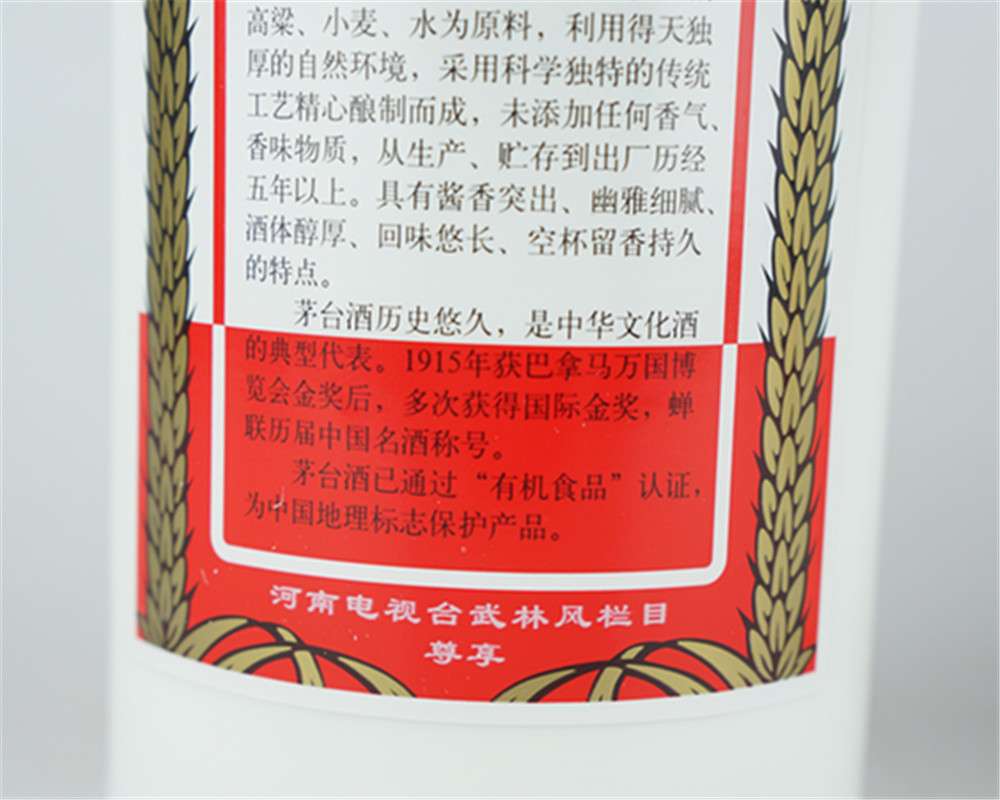 高粱、小麦、水为原料，利用得天独
厚的自然环境，采用科学独特的传统
工艺精心酿制而成，未添加任何香气、
香味物质，从生产、贮存到出厂历经
五年以上。具有酱香突出、幽雅细腻、
酒体醇厚、回味悠长、空杯留香持久
的特点。
茅台酒历史悠久，是中华文化酒
的典型代表。1915年获巴拿马万国博
览会金奖后，多次获得国际金奖，蝉
联历届中国名酒称号。
茅台酒已通过“有机食品”认证，
为中国地理标志保护产品。
河南电视台武林风栏目
尊享